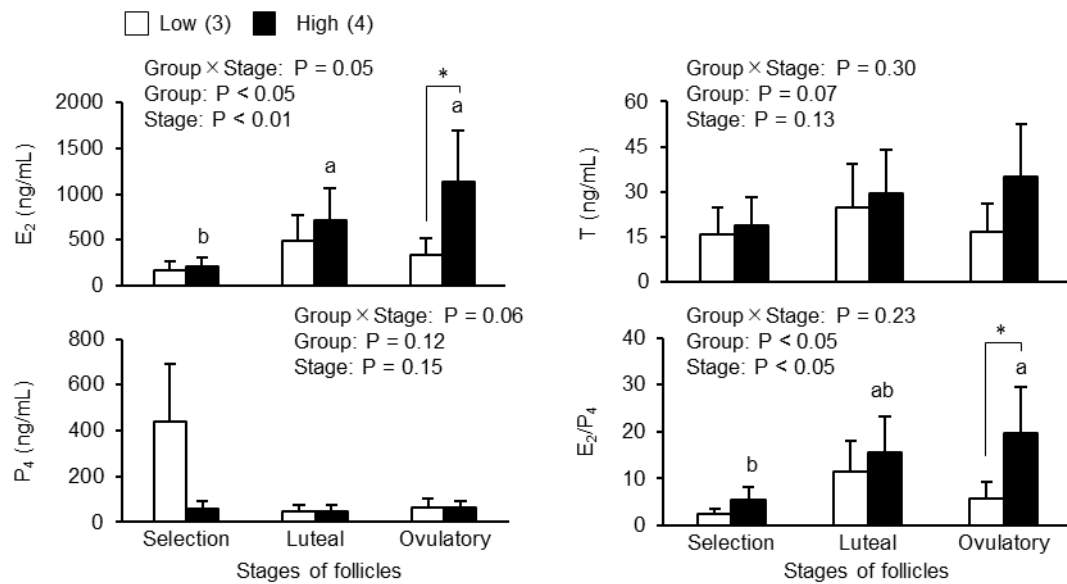 Low (3) High (4)
Group × Stage: P = 0.05
Group: P < 0.05
Stage: P < 0.01
E₂ (ng/mL)
2000
1500
1000
500
0
b
a
*
a
Group × Stage: P = 0.30
Group: P = 0.07
Stage: P = 0.13
T (ng/mL)
60
45
30
15
0
Group × Stage: P = 0.06
Group: P = 0.12
Stage: P = 0.15
P₄ (ng/mL)
800
600
400
200
0
Selection Luteal Ovulatory
Stages of follicles
Group × Stage: P = 0.23
Group: P < 0.05
Stage: P < 0.05
E₂/P₄
40
30
20
10
0
b
ab
*
a
Selection Luteal Ovulatory
Stages of follicles